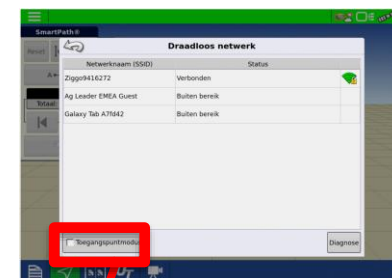 SmartPath®
Reset
Draadloos netwerk
Netwerknaam (SSID) Status
Ziggo9416272 Verbonden
Ag Leader EMEA Guest Buiten bereik
Galaxy Tab A7fd42 Buiten bereik
A
Totaal
Toegangspuntmodus
Diagnose